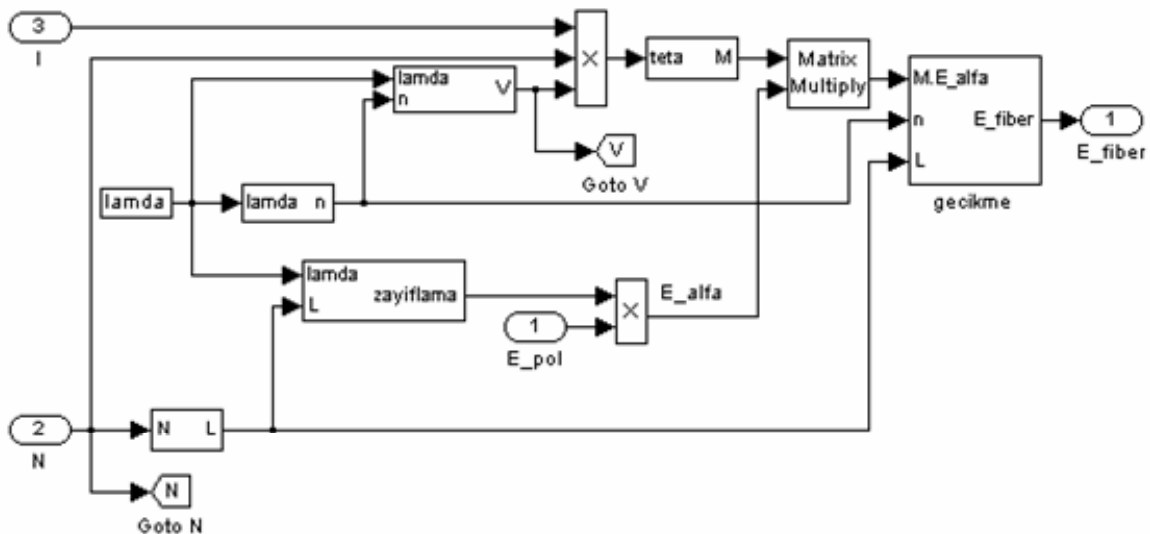 3
I
lamda
n
V
X
teta M
Matrix
Multiply
M.E_alfa
n
L
E_fiber
gecikme
1
E_fiber
V
Goto V
lamda
lamda n
lamda
L
zayiflama
X
E_alfa
1
E_pol
2
N
N L
N
Goto N